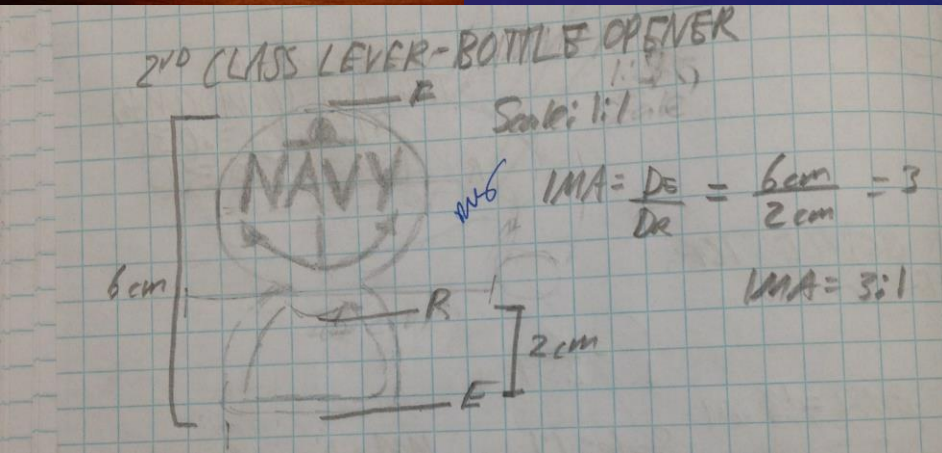 2ND CLASS LEVER-BOTTLE OPENER
F
Scale: 1:1
NAVY
IMA = DE/DR = 6cm/2cm = 3
6cm
IMA = 3:1
R
2cm
E